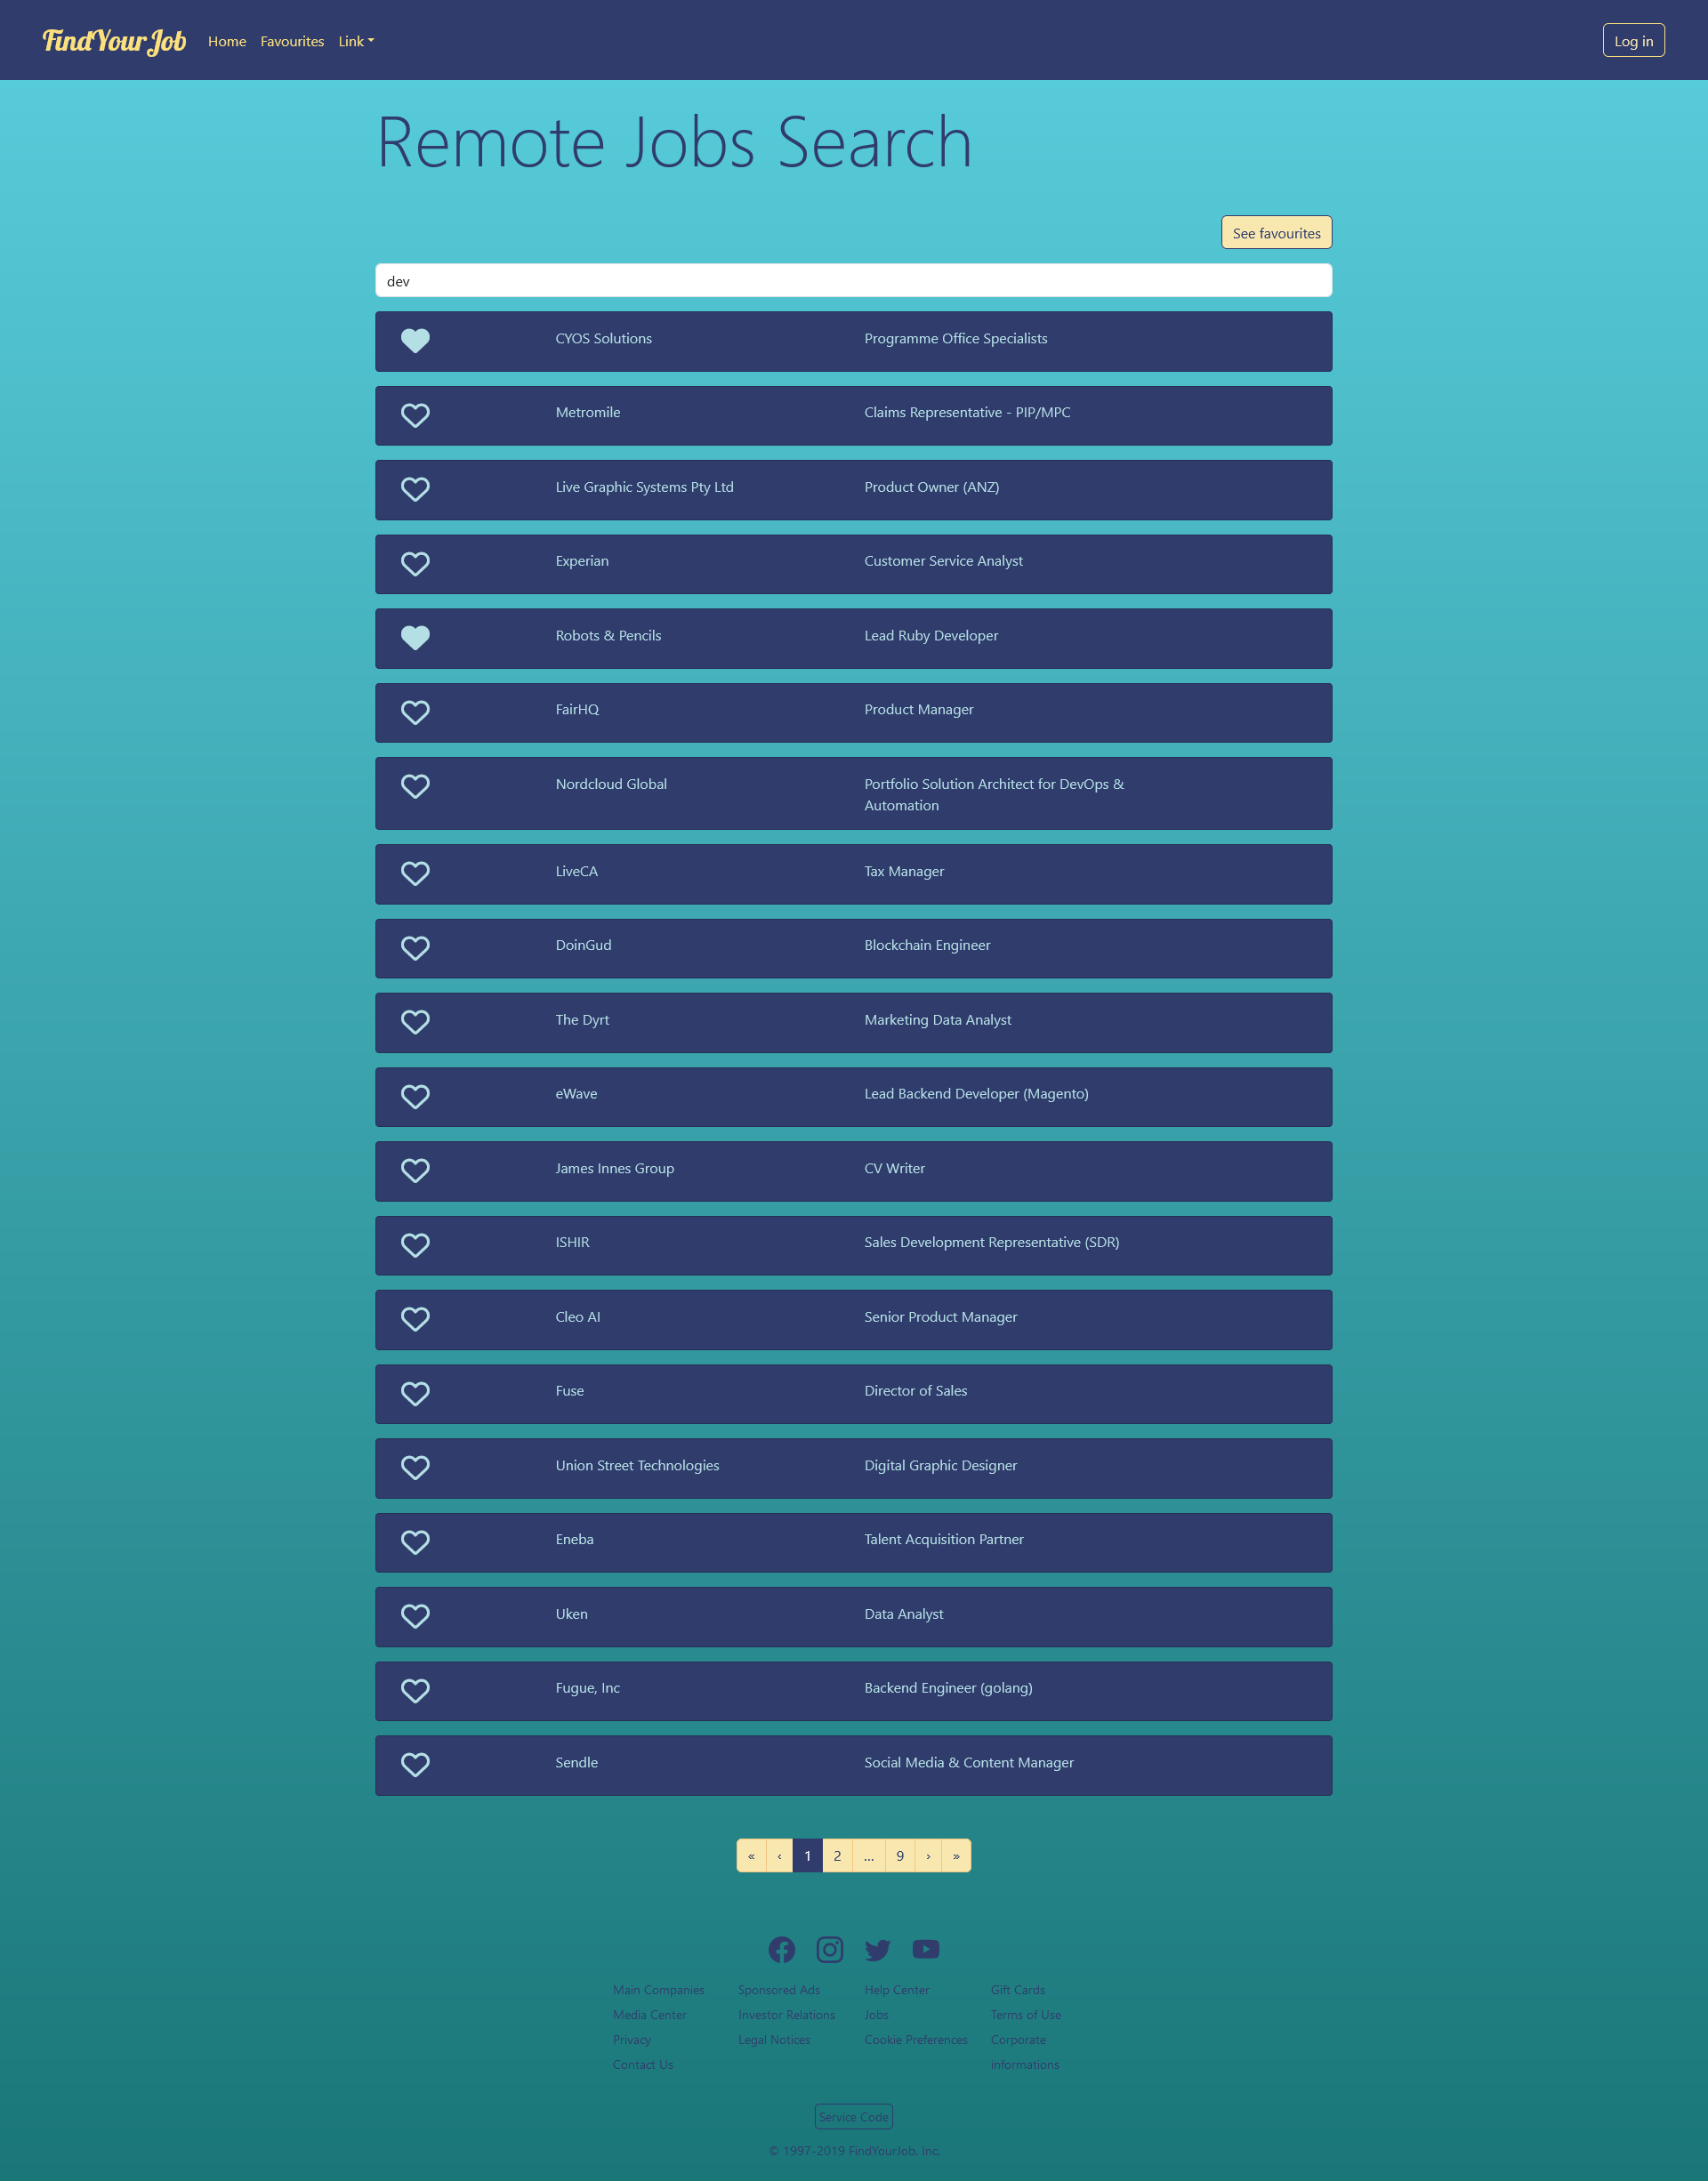 FindYourJob Home Favourites Link Log in
Remote Jobs Search
See favourites
dev
CYOS Solutions Programme Office Specialists
Metromile Claims Representative - PIP/MPC
Live Graphic Systems Pty Ltd Product Owner (ANZ)
Experian Customer Service Analyst
Robots & Pencils Lead Ruby Developer
FairHQ Product Manager
Nordcloud Global Portfolio Solution Architect for DevOps &
Automation
LiveCA Tax Manager
DoinGud Blockchain Engineer
The Dyrt Marketing Data Analyst
eWave Lead Backend Developer (Magento)
James Innes Group CV Writer
ISHIR Sales Development Representative (SDR)
Cleo AI Senior Product Manager
Fuse Director of Sales
Union Street Technologies Digital Graphic Designer
Eneba Talent Acquisition Partner
Uken Data Analyst
Fugue, Inc Backend Engineer (golang)
Sendle Social Media & Content Manager
« ‹ 1 2 … 9 › »
Main Companies Sponsored Ads Help Center Gift Cards
Media Center Investor Relations Jobs Terms of Use
Privacy Legal Notices Cookie Preferences Corporate
Contact Us informations
Service Code
© 1997-2019 FindYourJob, Inc.